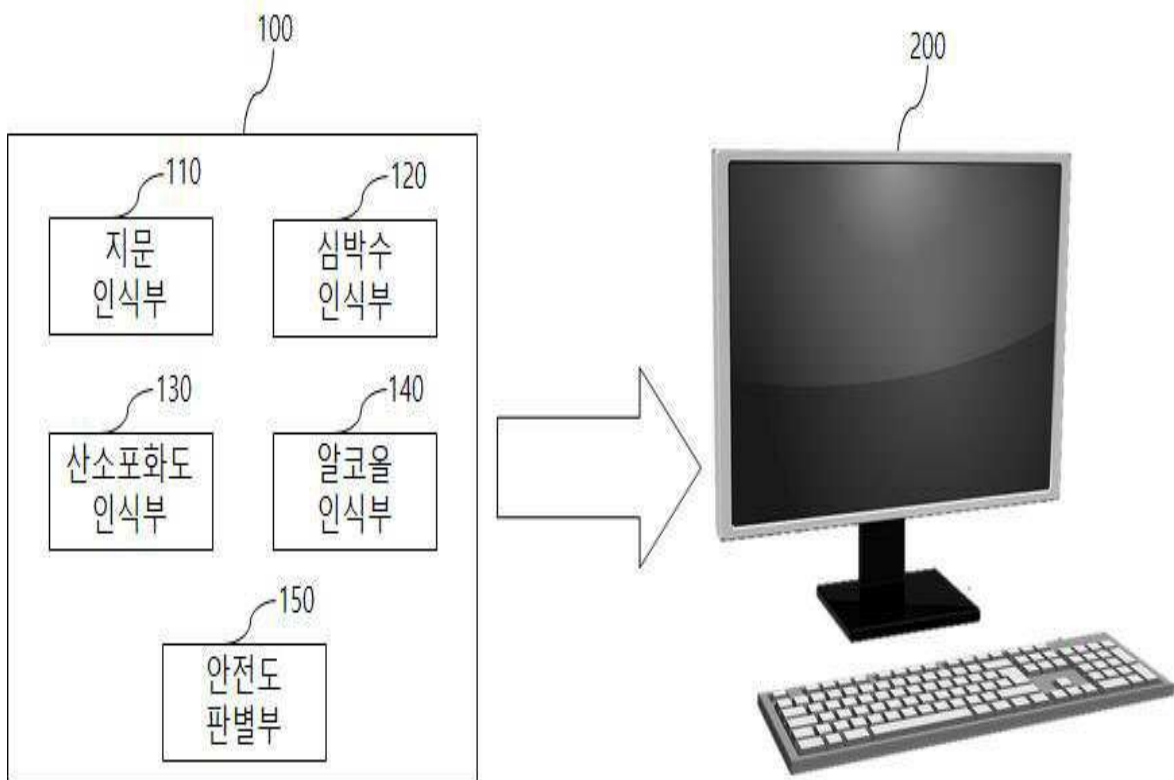 100
200
110
120
지문
인식부
심박수
인식부
130
140
산소포화도
인식부
알코올
인식부
150
안전도
판별부